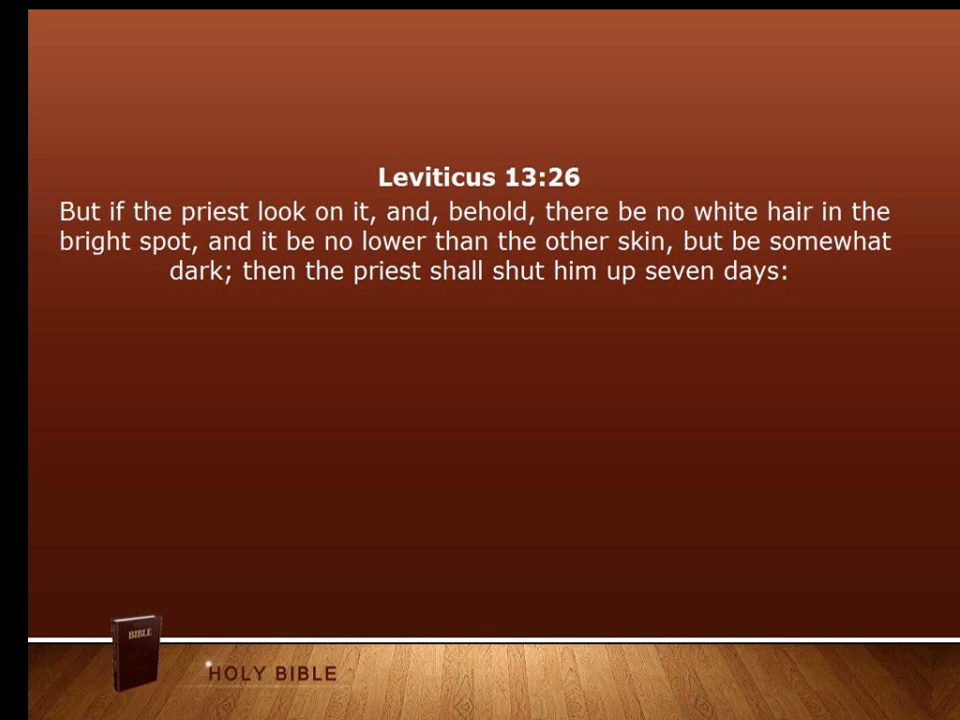 Leviticus 13:26
But if the priest look on it, and, behold, there be no white hair in the
bright spot, and it be no lower than the other skin, but be somewhat
dark; then the priest shall shut him up seven days:
BIBLE
HOLY BIBLE